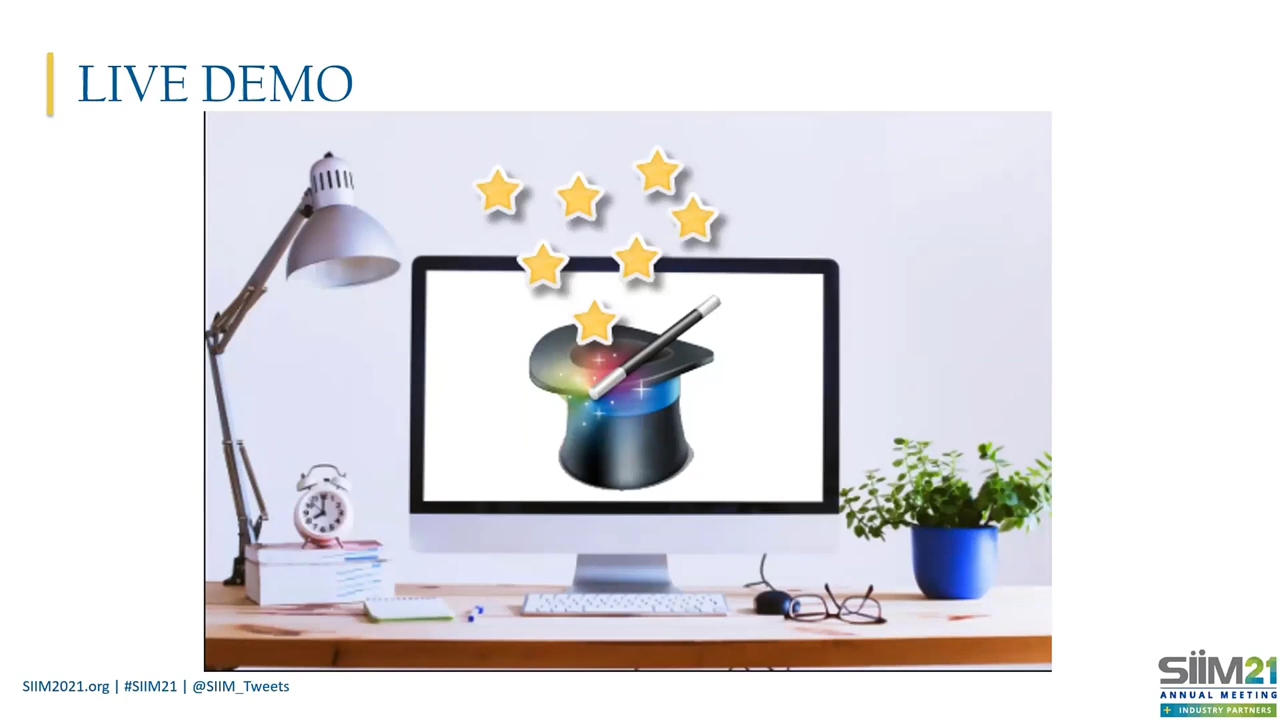 LIVE DEMO
SIIM2021.org | #SIIM21 | @SIIM_Tweets
SiiM21
ANNUAL MEETING
+ INDUSTRY PARTNERS